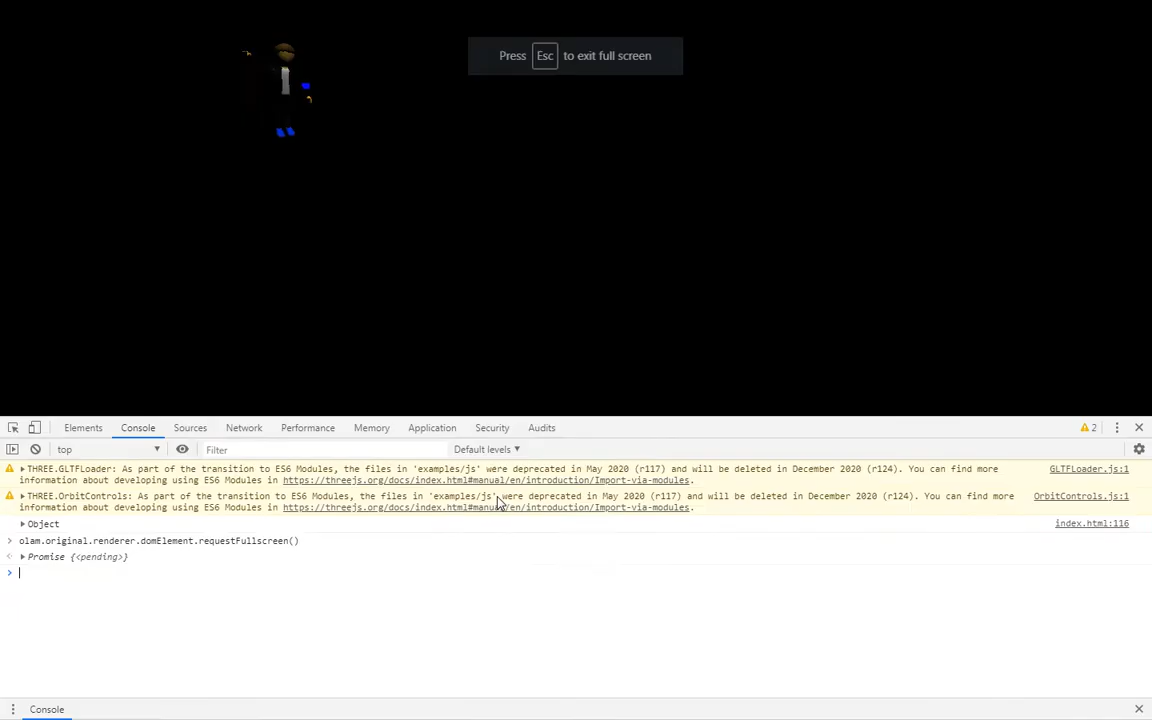 Press Esc to exit full screen
Elements Console Sources Network Performance Memory Application Security Audits 2
top Filter Default levels
THREE.GLTFLoader: As part of the transition to ES6 Modules, the files in 'examples/js' were deprecated in May 2020 (r117) and will be deleted in December 2020 (r124). You can find more GLTFLoader.js:1
information about developing using ES6 Modules in https://threejs.org/docs/index.html#manual/en/introduction/Import-via-modules.
THREE.OrbitControls: As part of the transition to ES6 Modules, the files in 'examples/js' were deprecated in May 2020 (r117) and will be deleted in December 2020 (r124). You can find more OrbitControls.js:1
information about developing using ES6 Modules in https://threejs.org/docs/index.html#manual/en/introduction/Import-via-modules.
Object index.html:116
olam.original.renderer.domElement.requestFullscreen()
Promise {<pending>}
Console